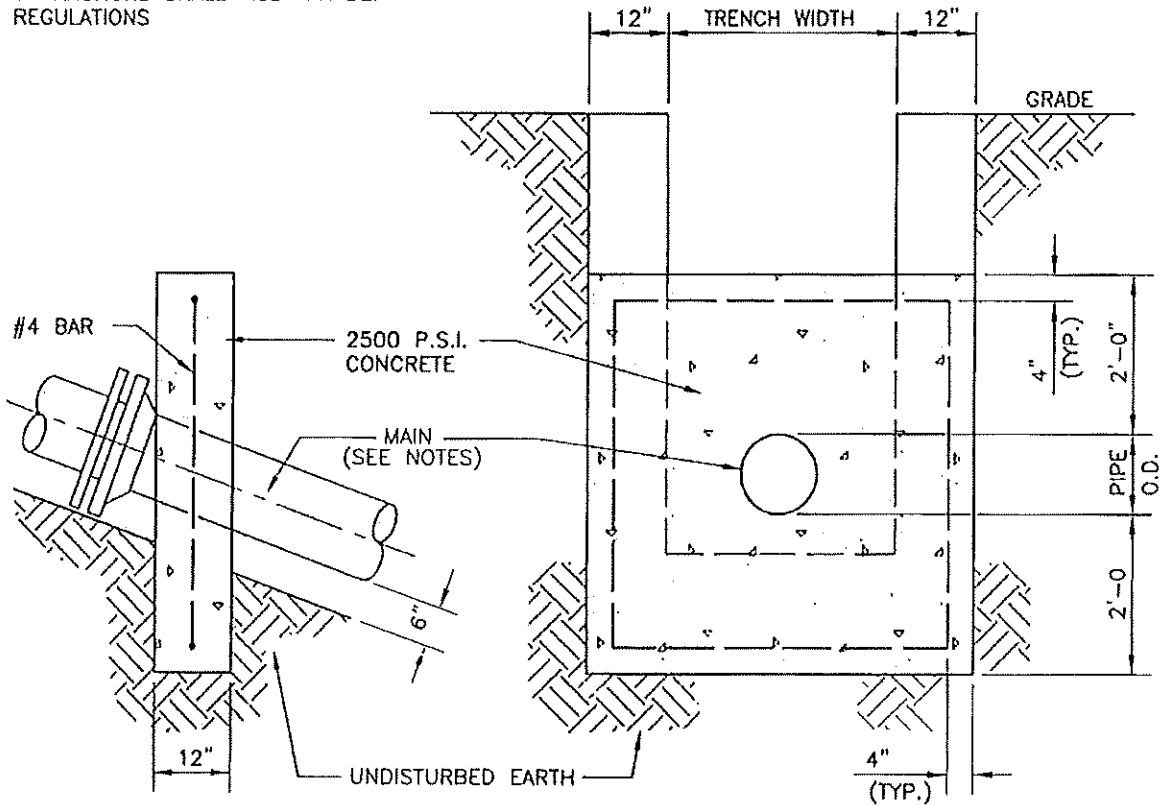 REGULATIONS
12" TRENCH WIDTH 12"
GRADE
#4 BAR
2500 P.S.I.
CONCRETE
4"
(TYP.)
2'-0"
MAIN
(SEE NOTES)
PIPE
O.D.
6"
2'-0
12"
UNDISTURBED EARTH
4"
(TYP.)